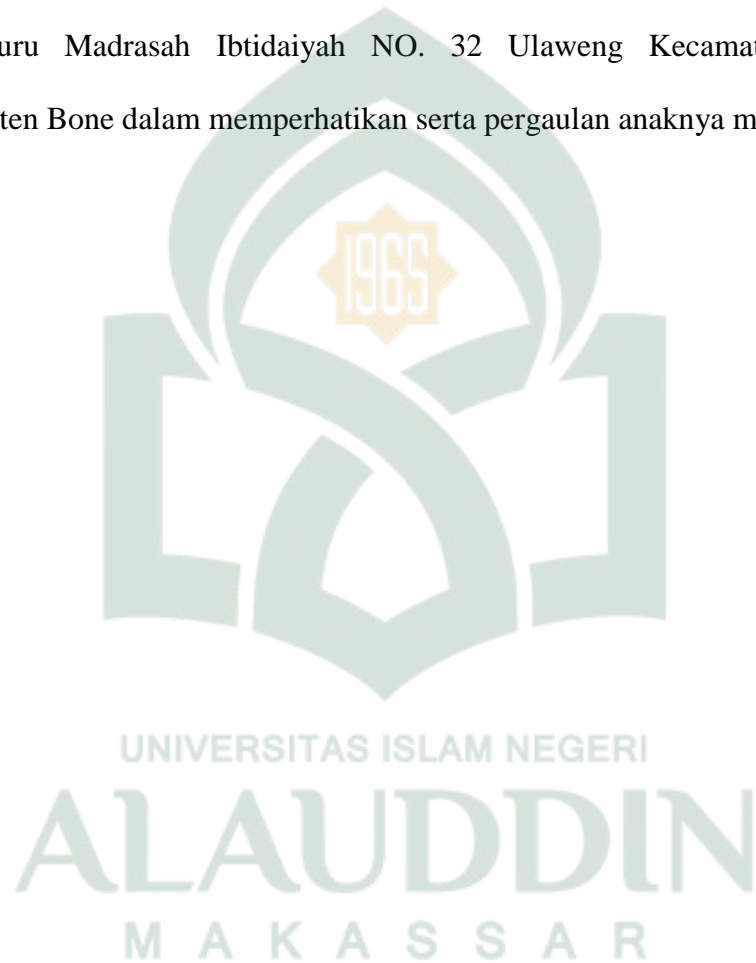 uru Madrasah Ibtidaiyah NO. 32 Ulaweng Kecamat
ten Bone dalam memperhatikan serta pergaulan anaknya m
1965
UNIVERSITAS ISLAM NEGERI
ALAUDDIN
MAKASSAR